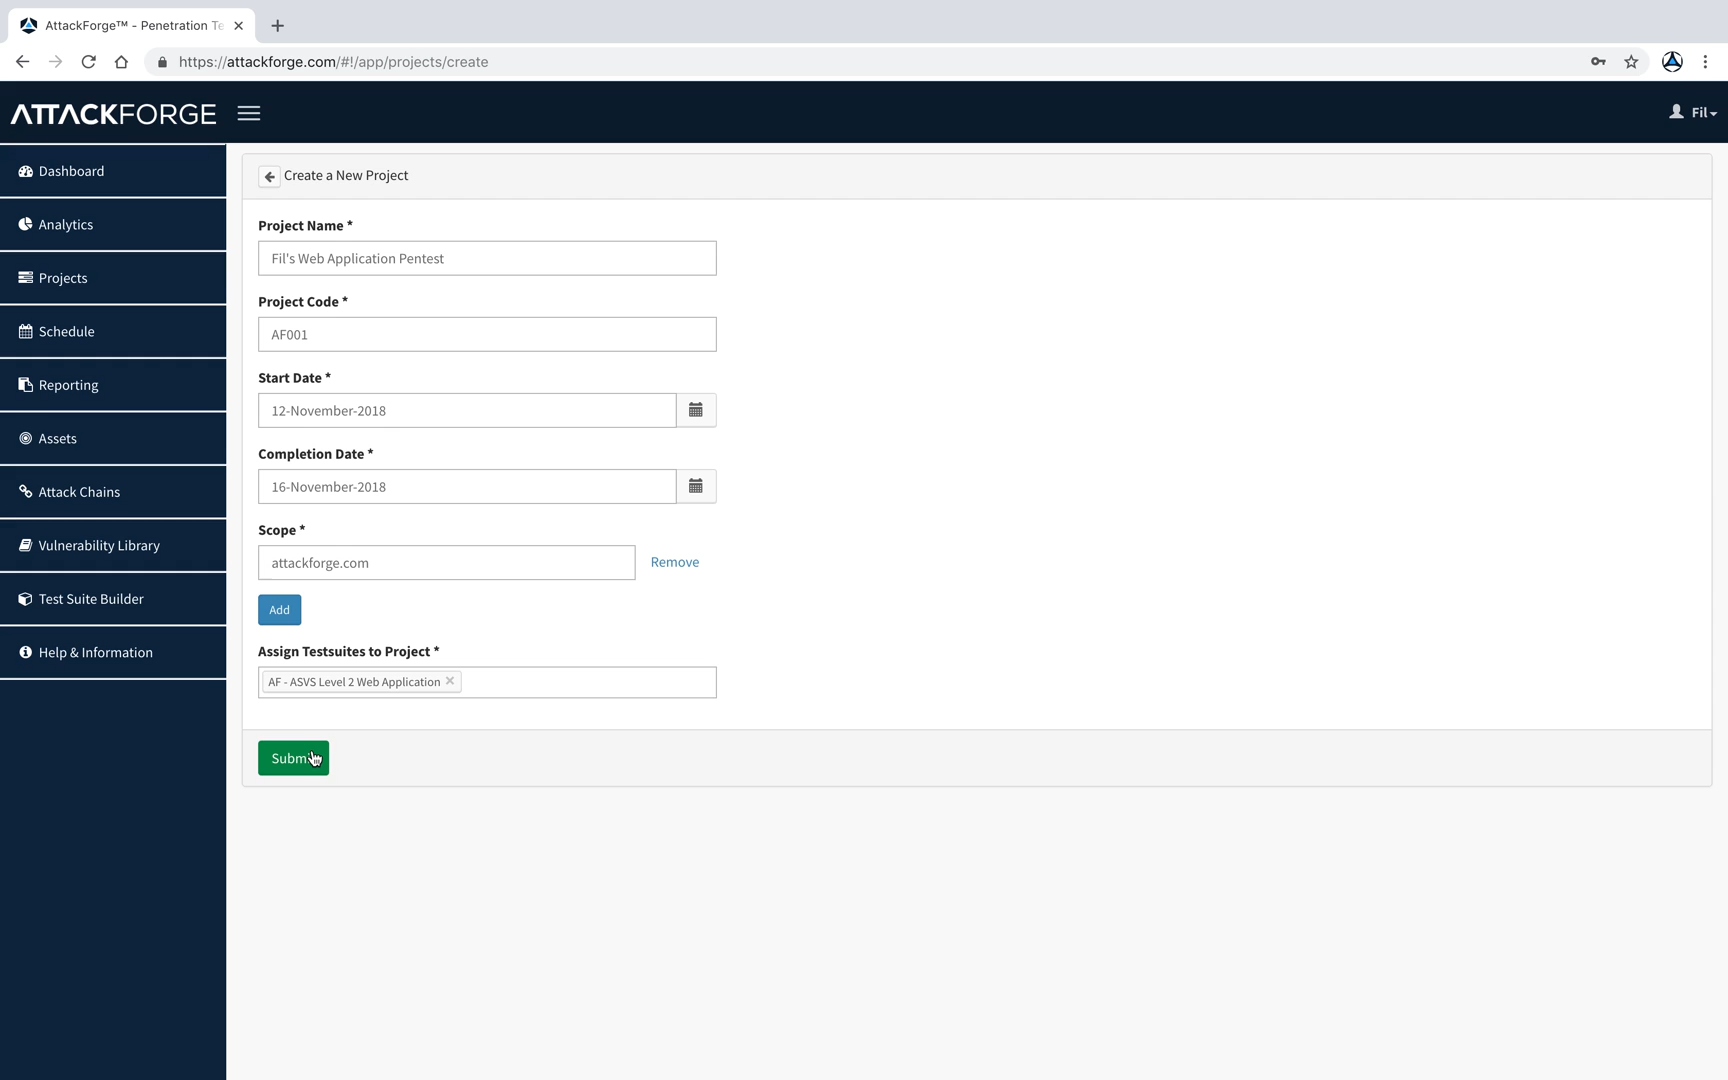 AttackForge™ - Penetration Te
https://attackforge.com/#!/app/projects/create
ATTACKFORGE
Fil
Dashboard
Analytics
Projects
Schedule
Reporting
Assets
Attack Chains
Vulnerability Library
Test Suite Builder
Help & Information
Create a New Project
Project Name *
Fil's Web Application Pentest
Project Code *
AF001
Start Date *
12-November-2018
Completion Date *
16-November-2018
Scope *
attackforge.com
Remove
Add
Assign Testsuites to Project *
AF - ASVS Level 2 Web Application
Subm